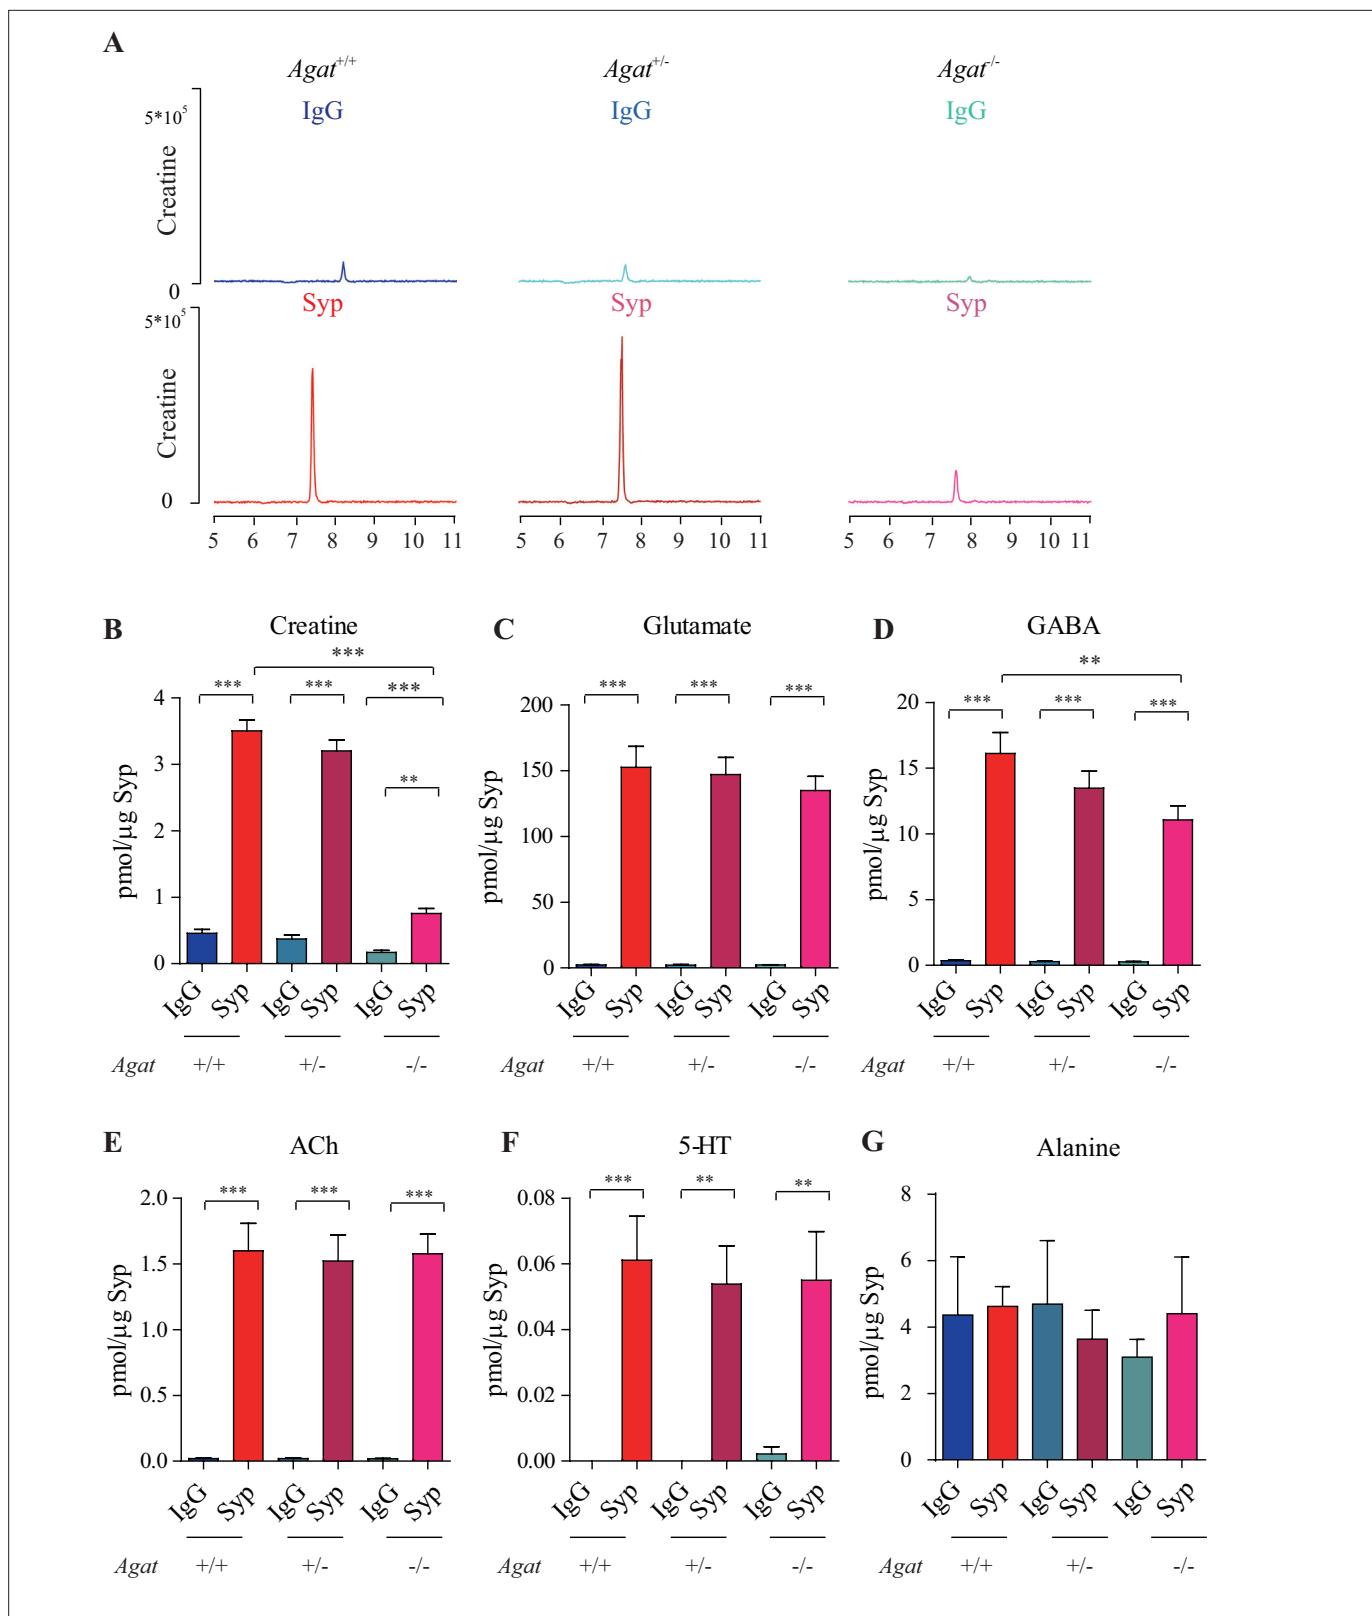 A
Agat+/+ Agat+/- Agat-/-
IgG IgG IgG
5*10⁵
Creatine
0
Syp Syp Syp
5*10⁵
Creatine
0
5 6 7 8 9 10 11 5 6 7 8 9 10 11 5 6 7 8 9 10 11
B Creatine C Glutamate D GABA
*** **
*** *** *** *** *** *** *** *** ***
**
4
3
2
1
0
pmol/µg Syp
200
150
100
50
0
pmol/µg Syp
20
15
10
5
0
pmol/µg Syp
IgG Syp IgG Syp IgG Syp IgG Syp IgG Syp IgG Syp IgG Syp IgG Syp IgG Syp
Agat +/+ +/- -/- Agat +/+ +/- -/- Agat +/+ +/- -/-
E ACh F 5-HT G Alanine
*** *** *** *** ** **
2.0
1.5
1.0
0.5
0.0
pmol/µg Syp
0.08
0.06
0.04
0.02
0.00
pmol/µg Syp
8
6
4
2
0
pmol/µg Syp
IgG Syp IgG Syp IgG Syp IgG Syp IgG Syp IgG Syp IgG Syp IgG Syp IgG Syp
Agat +/+ +/- -/- Agat +/+ +/- -/- Agat +/+ +/- -/-